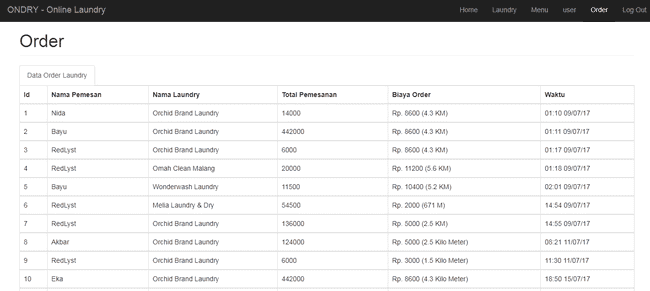 ONDRY - Online Laundry Home Laundry Menu user Order Log Out
Order
Data Order Laundry
Id Nama Pemesan Nama Laundry Total Pemesanan Biaya Order Waktu
1 Nida Orchid Brand Laundry 14000 Rp. 8600 (4.3 KM) 01:10 09/07/17
2 Bayu Orchid Brand Laundry 442000 Rp. 8600 (4.3 KM) 01:11 09/07/17
3 RedLyst Orchid Brand Laundry 6000 Rp. 8600 (4.3 KM) 01:17 09/07/17
4 RedLyst Omah Clean Malang 20000 Rp. 11200 (5.6 KM) 01:18 09/07/17
5 Bayu Wonderwash Laundry 11500 Rp. 10400 (5.2 KM) 02:01 09/07/17
6 RedLyst Melia Laundry & Dry 54500 Rp. 2000 (671 M) 14:54 09/07/17
7 RedLyst Orchid Brand Laundry 136000 Rp. 5000 (2.5 KM) 14:55 09/07/17
8 Akbar Orchid Brand Laundry 124000 Rp. 5000 (2.5 Kilo Meter) 08:21 11/07/17
9 RedLyst Orchid Brand Laundry 6000 Rp. 3000 (1.5 Kilo Meter) 11:30 11/07/17
10 Eka Orchid Brand Laundry 442000 Rp. 8600 (4.3 Kilo Meter) 18:50 15/07/17